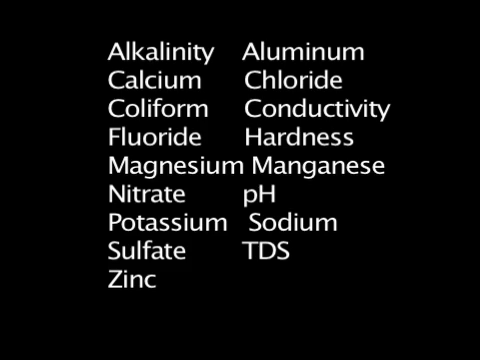 Alkalinity Aluminum
Calcium Chloride
Coliform Conductivity
Fluoride Hardness
Magnesium Manganese
Nitrate pH
Potassium Sodium
Sulfate TDS
Zinc